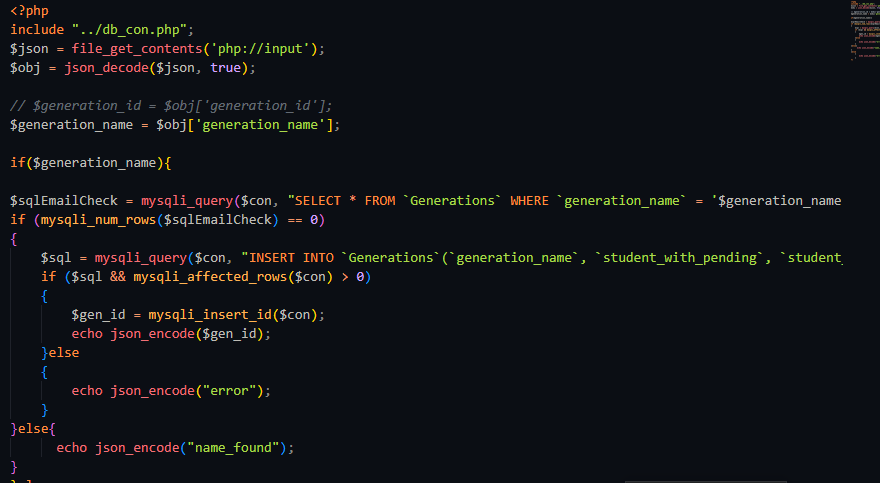 <?php
include "../db_con.php";
$json = file_get_contents('php://input');
$obj = json_decode($json, true);
// $generation_id = $obj['generation_id'];
$generation_name = $obj['generation_name'];
if($generation_name){
$sqlEmailCheck = mysqli_query($con, "SELECT * FROM `Generations` WHERE `generation_name` = '$generation_name
if (mysqli_num_rows($sqlEmailCheck) == 0)
{
$sql = mysqli_query($con, "INSERT INTO `Generations`(`generation_name`, `student_with_pending`, `student_
if ($sql && mysqli_affected_rows($con) > 0)
{
$gen_id = mysqli_insert_id($con);
echo json_encode($gen_id);
}else
{
echo json_encode("error");
}
}else{
echo json_encode("name_found");
}